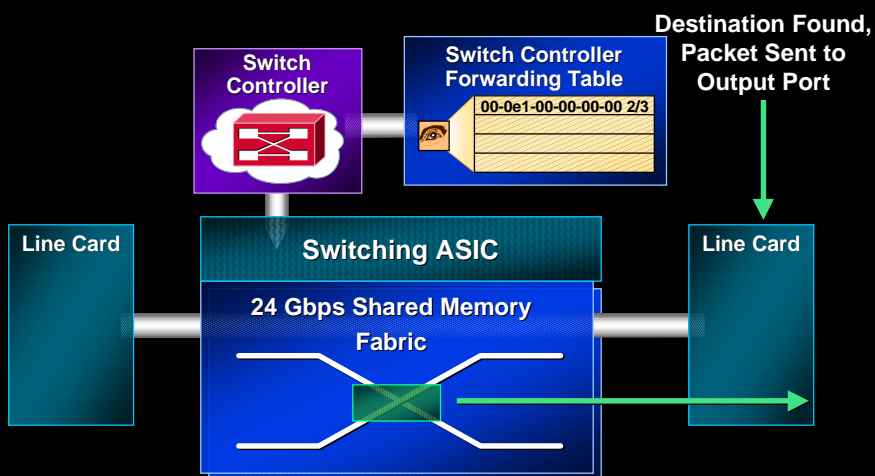 Destination Found,
Packet Sent to
Output Port
Switch
Controller
Switch Controller
Forwarding Table
00-0e1-00-00-00-00 2/3
Line Card
Switching ASIC
Line Card
24 Gbps Shared Memory
Fabric